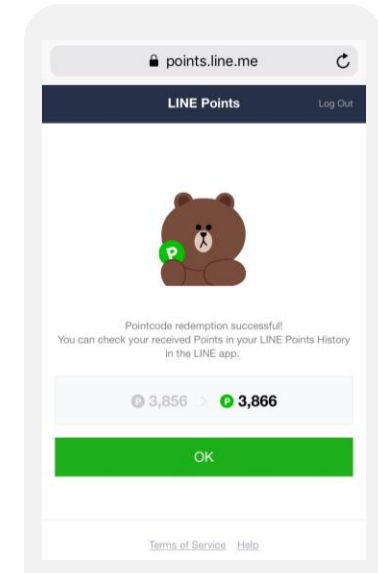 points.line.me
LINE Points
Log Out
P
Pointcode redemption successful!
You can check your received Points in your LINE Points History
in the LINE app.
P 3,856 > P 3,866
OK
Terms of Service Help